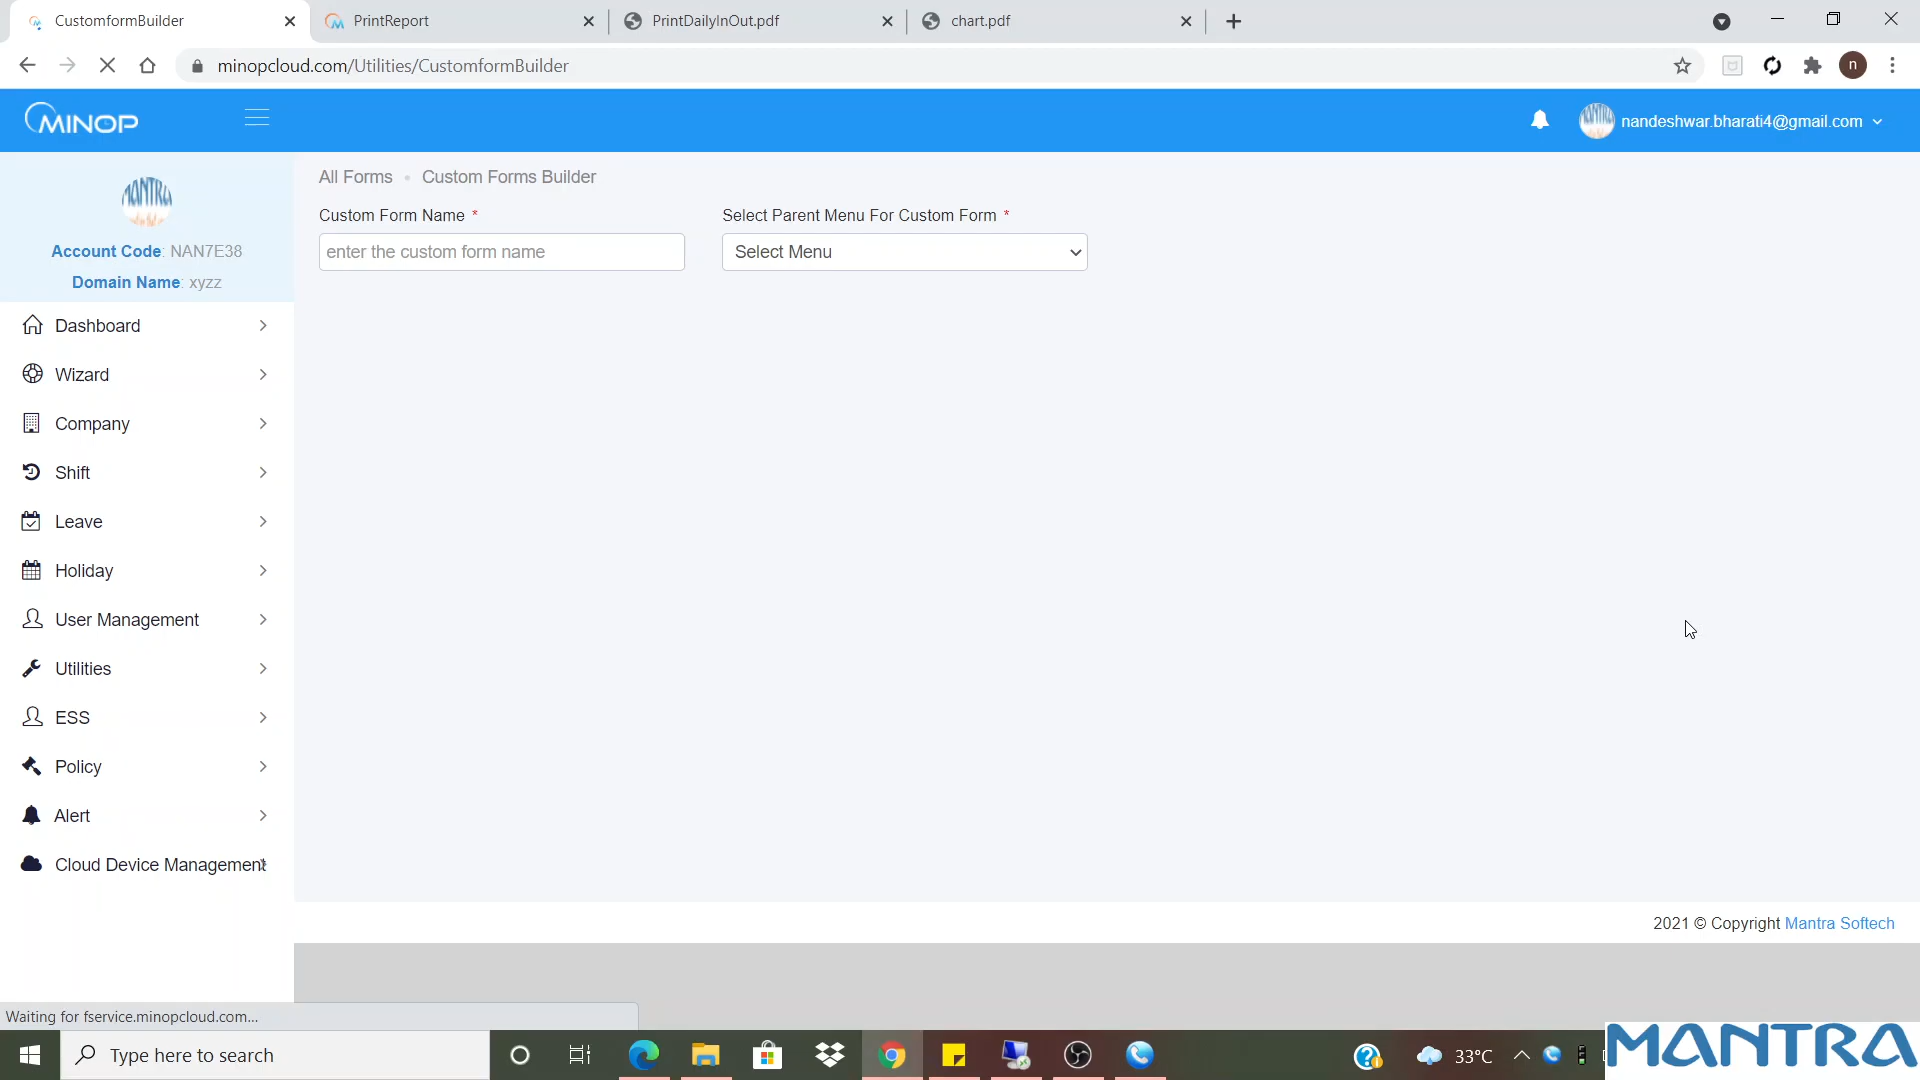 CustomformBuilder
PrintReport
PrintDailyInOut.pdf
chart.pdf
minopcloud.com/Utilities/CustomformBuilder
n
MINOP
MANTRA
nandeshwar.bharati4@gmail.com
MANTRA
Account Code: NAN7E38
Domain Name: xyzz
All Forms • Custom Forms Builder
Custom Form Name *
Select Parent Menu For Custom Form *
enter the custom form name
Select Menu
Dashboard
Wizard
Company
Shift
Leave
Holiday
User Management
Utilities
ESS
Policy
Alert
Cloud Device Management
2021 © Copyright Mantra Softech
Waiting for fservice.minopcloud.com...
Type here to search
33°C
MANTRA